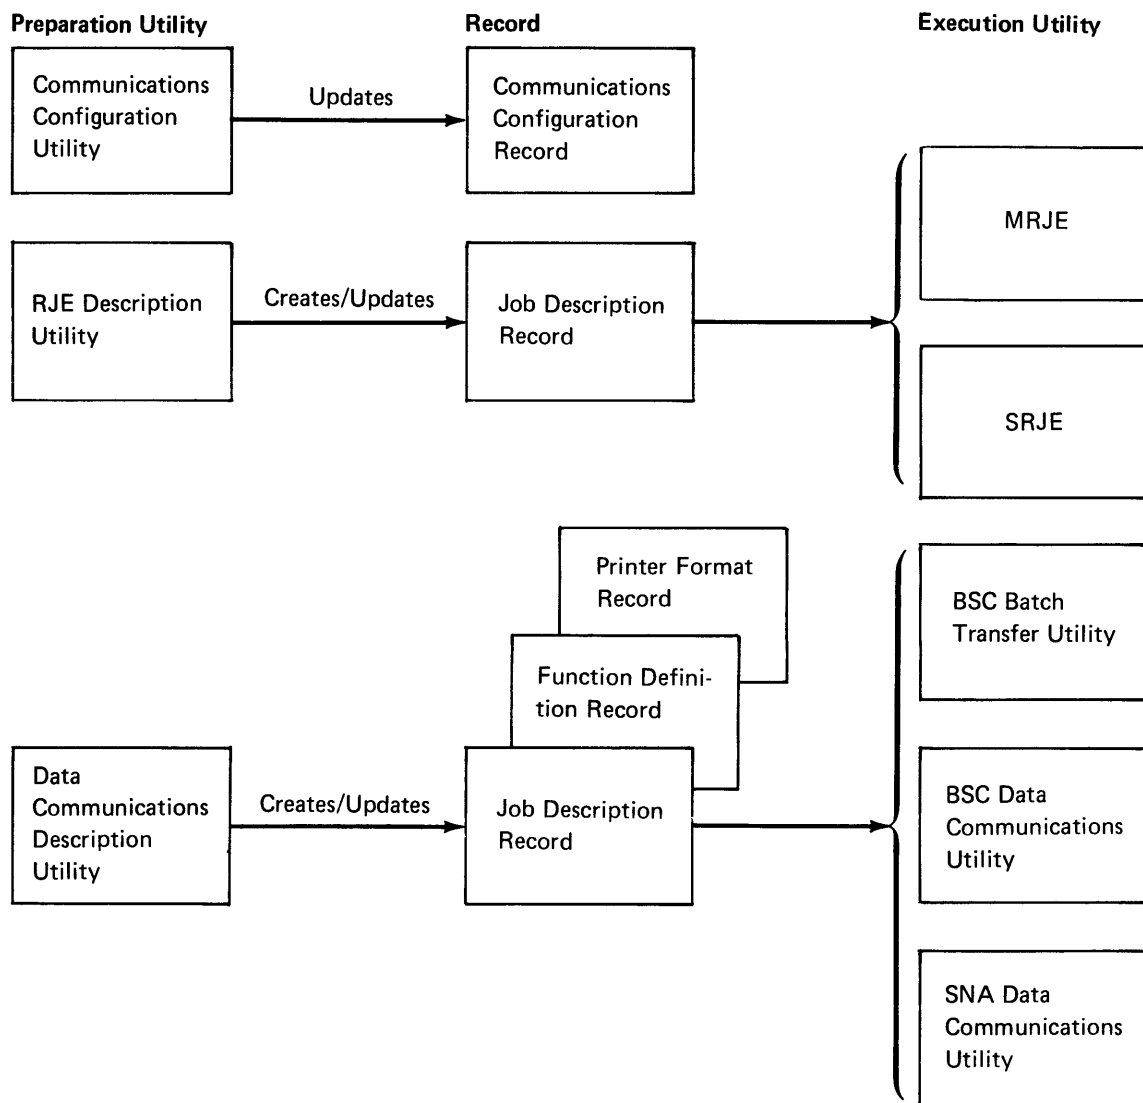 Preparation Utility
Record
Execution Utility
Communications
Configuration
Utility
Updates
Communications
Configuration
Record
MRJE
RJE Description
Utility
Creates/Updates
Job Description
Record
SRJE
Printer Format
Record
BSC Batch
Transfer Utility
Function Defini-
tion Record
Data
Communications
Description
Utility
Creates/Updates
Job Description
Record
BSC Data
Communications
Utility
SNA Data
Communications
Utility